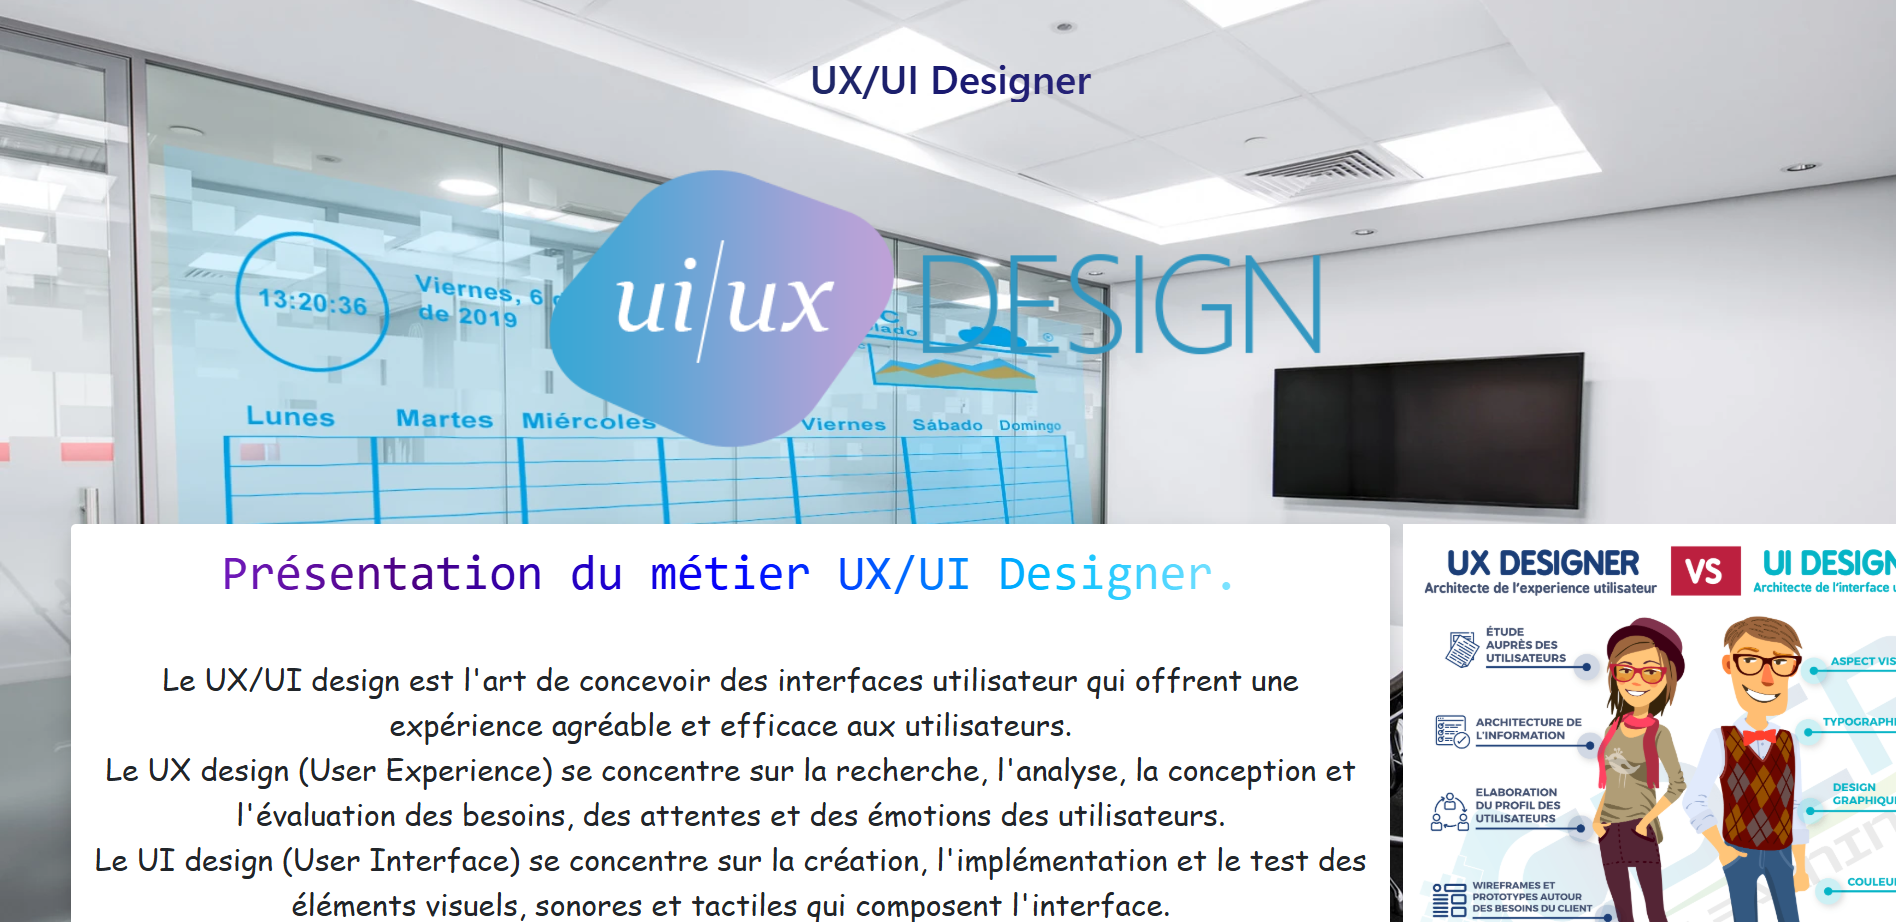 UX/UI Designer
13:20:36
Viernes, 6
de 2019
ui/ux DESIGN
Lunes Martes Miércoles Viernes Sábado Domingo
Présentation du métier UX/UI Designer.
Le UX/UI design est l'art de concevoir des interfaces utilisateur qui offrent une
expérience agréable et efficace aux utilisateurs.
Le UX design (User Experience) se concentre sur la recherche, l'analyse, la conception et
l'évaluation des besoins, des attentes et des émotions des utilisateurs.
Le UI design (User Interface) se concentre sur la création, l'implémentation et le test des
éléments visuels, sonores et tactiles qui composent l'interface.
UX DESIGNER VS UI DESIGN
Architecte de l'experience utilisateur Architecte de l'interface
ÉTUDE
AUPRÈS DES
UTILISATEURS
ASPECT VIS
ARCHITECTURE DE
L'INFORMATION
TYPOGRAPHI
ELABORATION
DU PROFIL DES
UTILISATEURS
DESIGN
GRAPHIQU
WIREFRAMES ET
PROTOTYPES AUTOUR
DES BESOINS DU CLIENT
COULEU